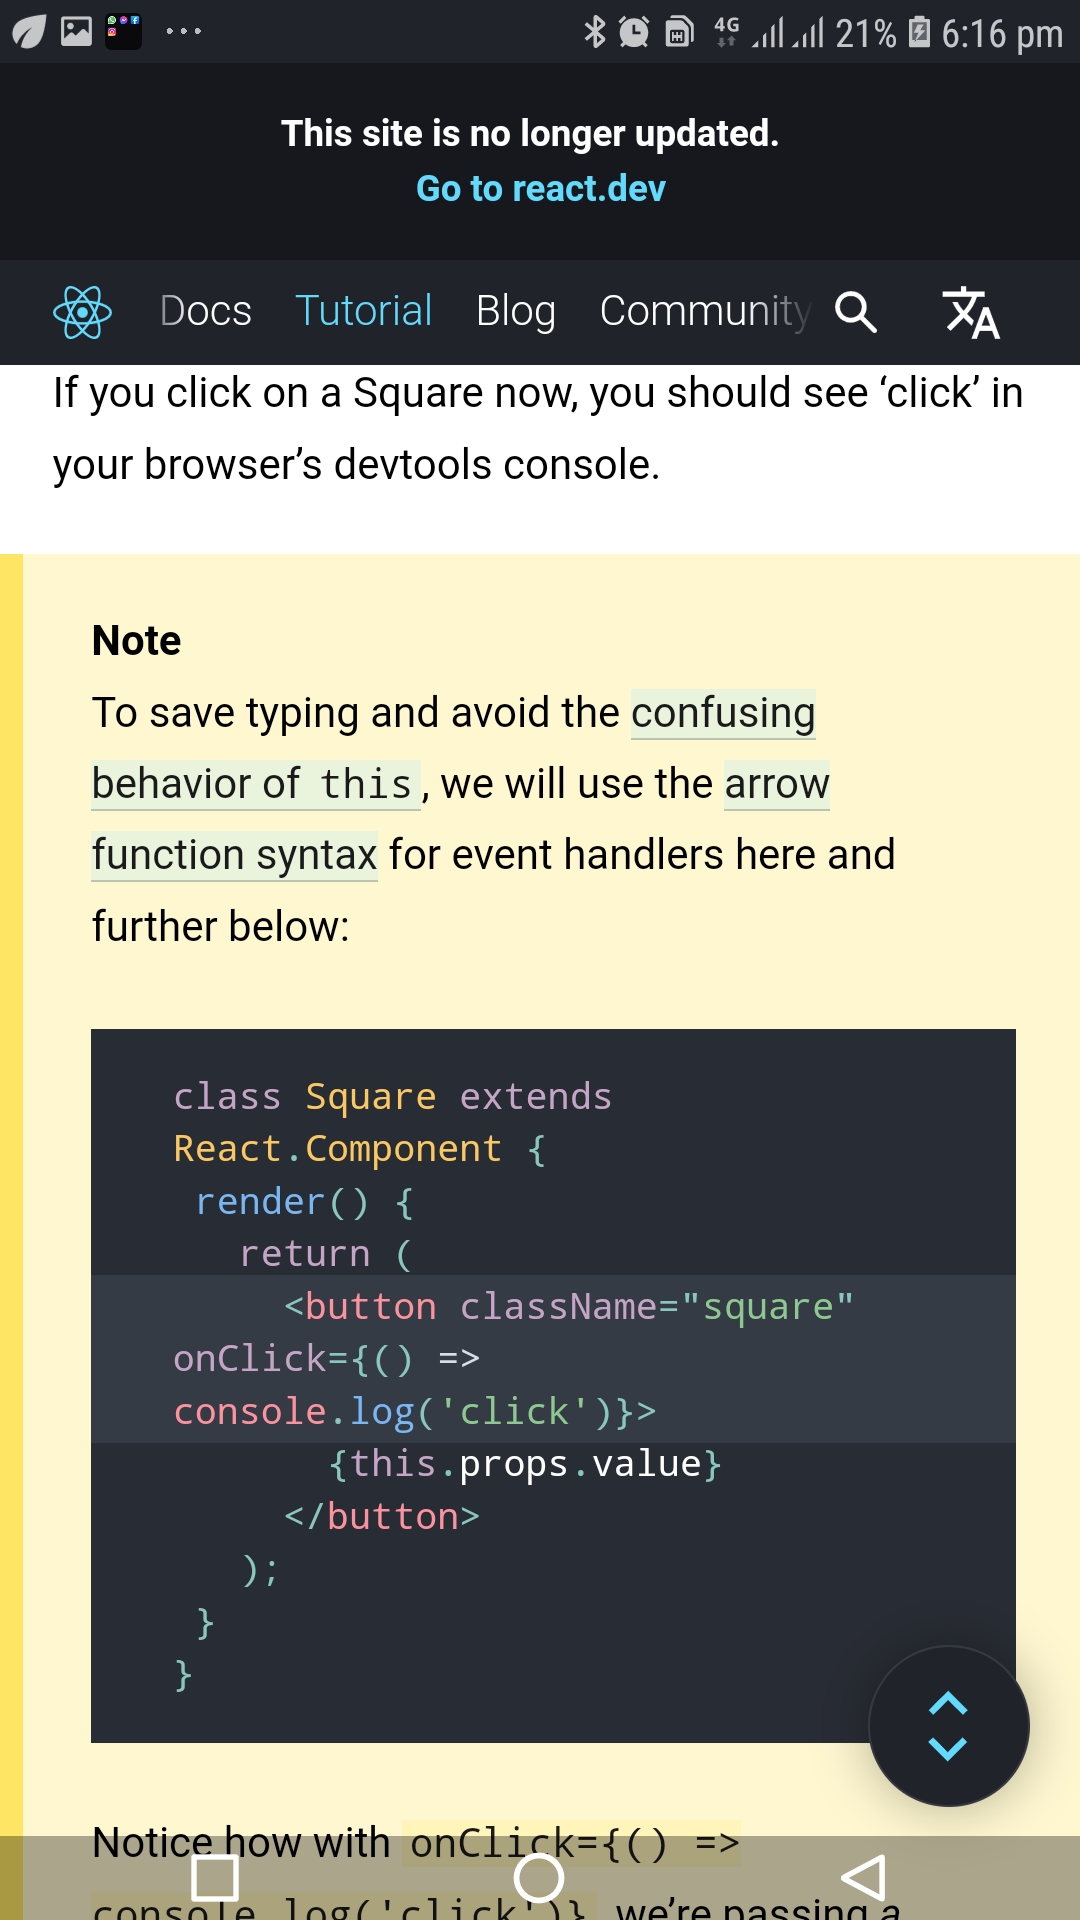 4G 21% 6:16 pm
This site is no longer updated.
Go to react.dev
Docs Tutorial Blog Community
If you click on a Square now, you should see ‘click’ in
your browser’s devtools console.
Note
To save typing and avoid the confusing
behavior of this, we will use the arrow
function syntax for event handlers here and
further below:
class Square extends
React.Component {
 render() {
   return (
     <button className="square"
onClick={() =>
console.log('click')}>
       {this.props.value}
     </button>
   );
 }
}
Notice how with onClick={() =>
console.log('click')}, we’re passing a